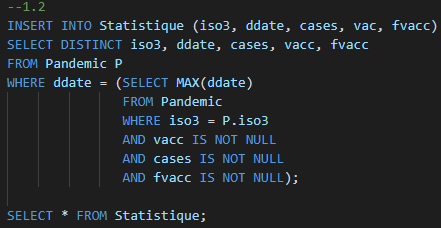 --1.2
INSERT INTO Statistique (iso3, ddate, cases, vac, fvacc)
SELECT DISTINCT iso3, ddate, cases, vacc, fvacc
FROM Pandemic P
WHERE ddate = (SELECT MAX(ddate)
FROM Pandemic
WHERE iso3 = P.iso3
AND vacc IS NOT NULL
AND cases IS NOT NULL
AND fvacc IS NOT NULL);
SELECT * FROM Statistique;